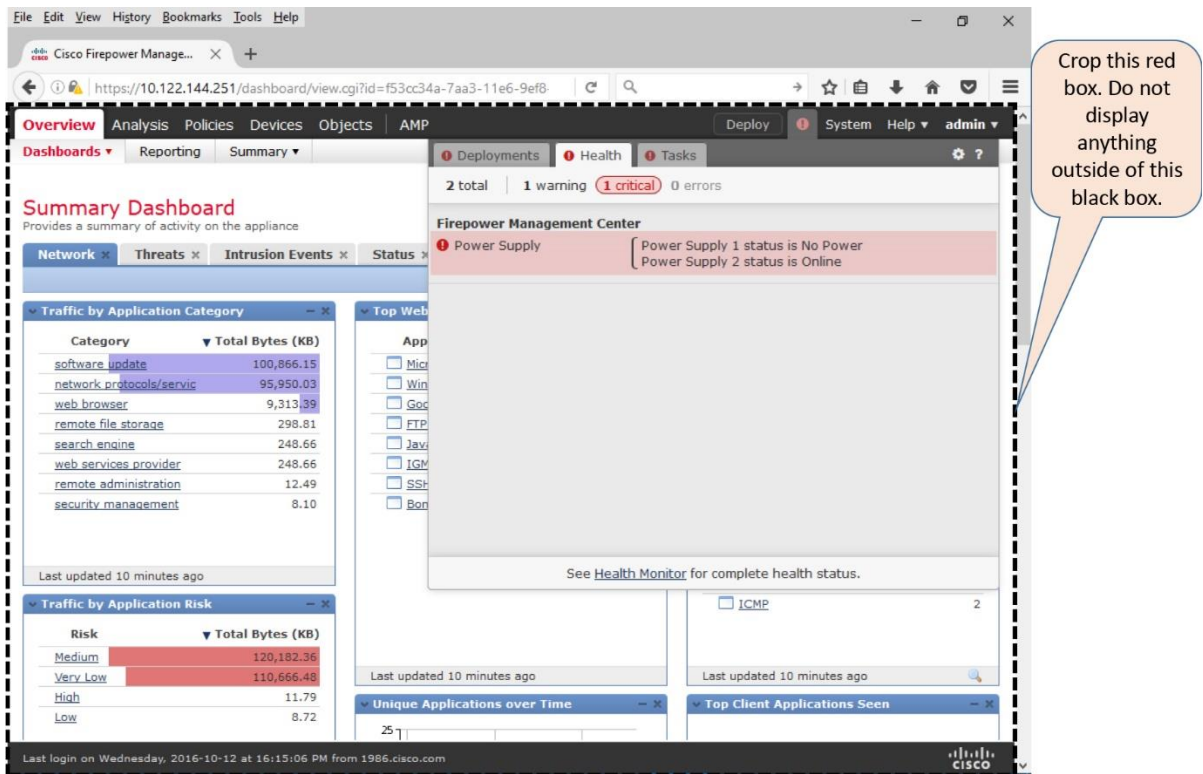 File Edit View History Bookmarks Tools Help
Cisco Firepower Manage...
https://10.122.144.251/dashboard/view.cgi?id=f53cc34a-7aa3-11e6-9ef8-
Crop this red
box. Do not
display
anything
outside of this
black box.
Overview Analysis Policies Devices Objects AMP Deploy System Help admin
Dashboards Reporting Summary
Deployments Health Tasks
2 total 1 warning 1 critical 0 errors
Summary Dashboard
Provides a summary of activity on the appliance
Firepower Management Center
Power Supply Power Supply 1 status is No Power
Power Supply 2 status is Online
Network Threats Intrusion Events Status
Traffic by Application Category
Category Total Bytes (KB)
software update 100,866.15
network protocols/servic 95,950.03
web browser 9,313.39
remote file storage 298.81
search engine 248.66
web services provider 248.66
remote administration 12.49
security management 8.10
Last updated 10 minutes ago
Top Web
App
Micr
Win
Goo
FTP
Java
IGM
SSH
Bon
See Health Monitor for complete health status.
ICMP 2
Last updated 10 minutes ago
Last updated 10 minutes ago
Traffic by Application Risk
Risk Total Bytes (KB)
Medium 120,182.36
Very Low 110,666.48
High 11.79
Low 8.72
Unique Applications over Time
25
Top Client Applications Seen
Last login on Wednesday, 2016-10-12 at 16:15:06 PM from 1986.cisco.com
CISCO